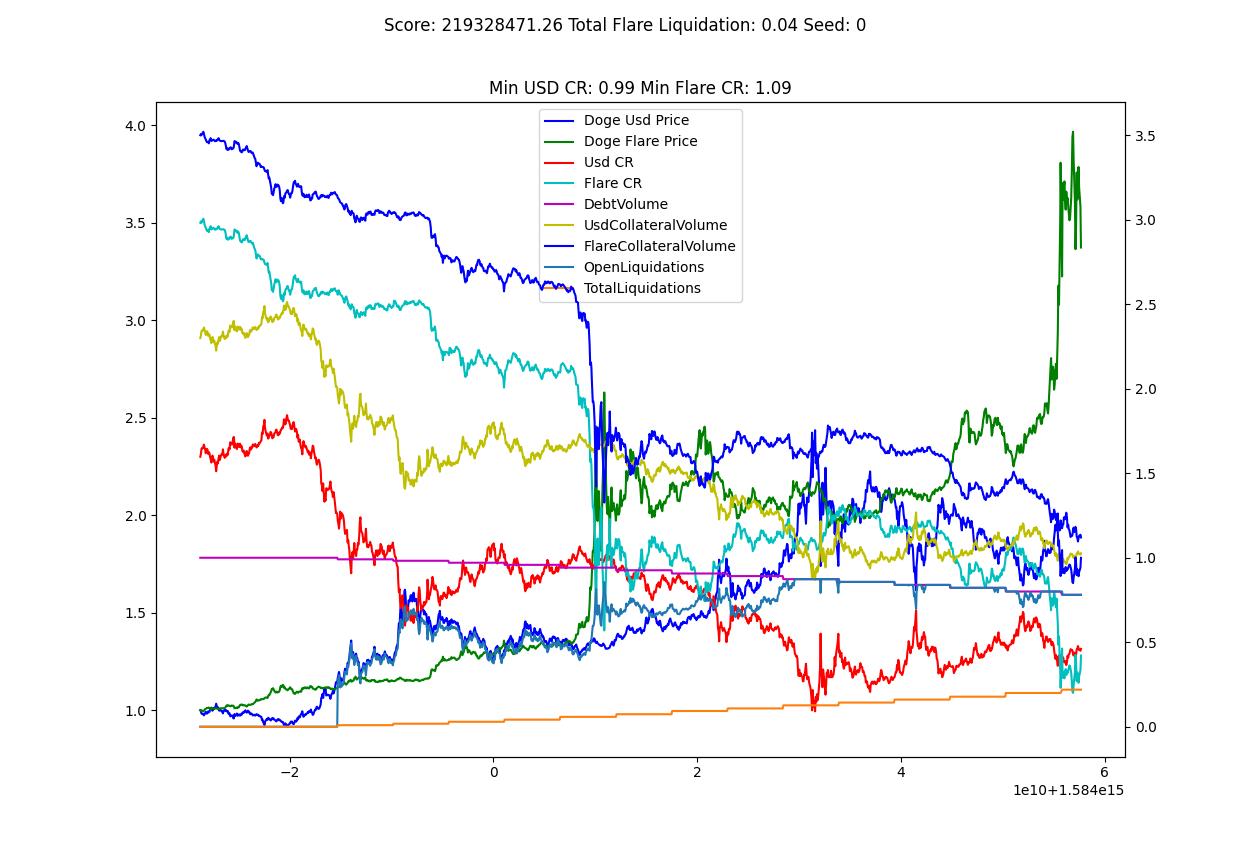 Score: 219328471.26 Total Flare Liquidation: 0.04 Seed: 0
Min USD CR: 0.99 Min Flare CR: 1.09
Doge Usd Price
Doge Flare Price
Usd CR
Flare CR
DebtVolume
UsdCollateralVolume
FlareCollateralVolume
OpenLiquidations
TotalLiquidations
4.0
3.5
3.0
2.5
2.0
1.5
1.0
3.5
3.0
2.5
2.0
1.5
1.0
0.5
0.0
−2 0 2 4 6
1e10+1.584e15